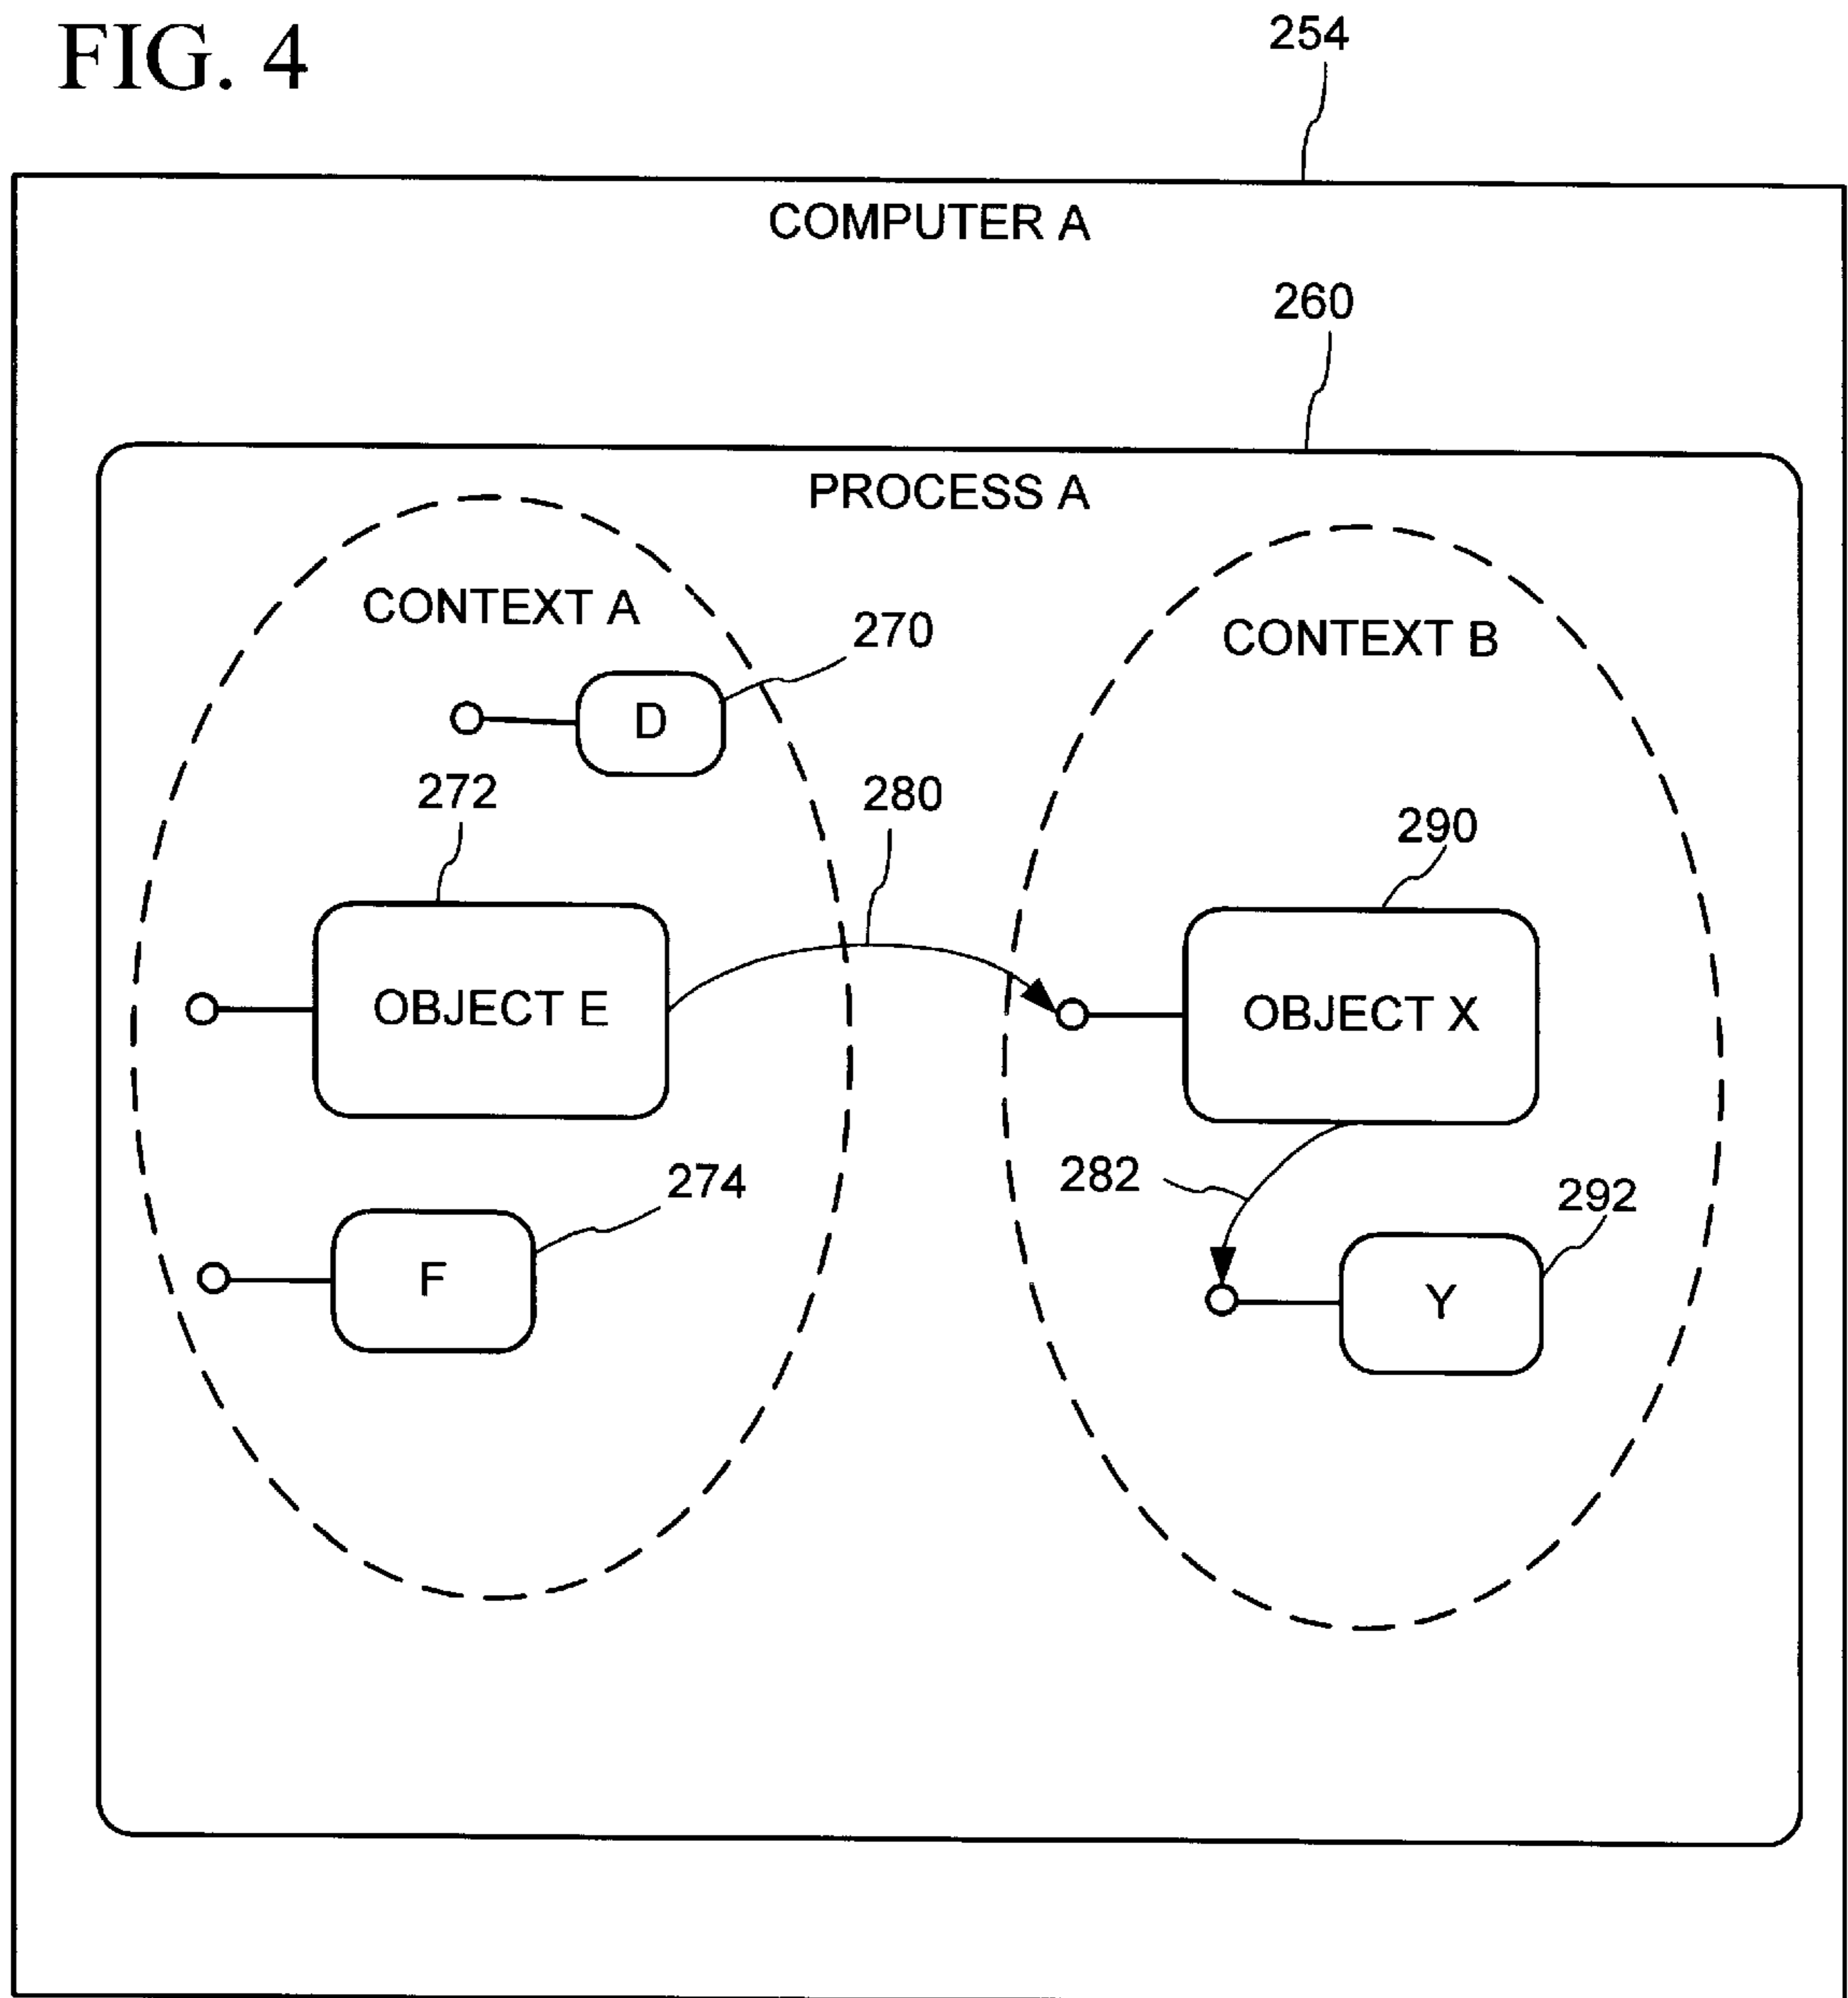 FIG. 4
254
COMPUTER A
260
PROCESS A
CONTEXT A
270
CONTEXT B
D
272
280
290
OBJECT E
OBJECT X
274
282
292
F
Y